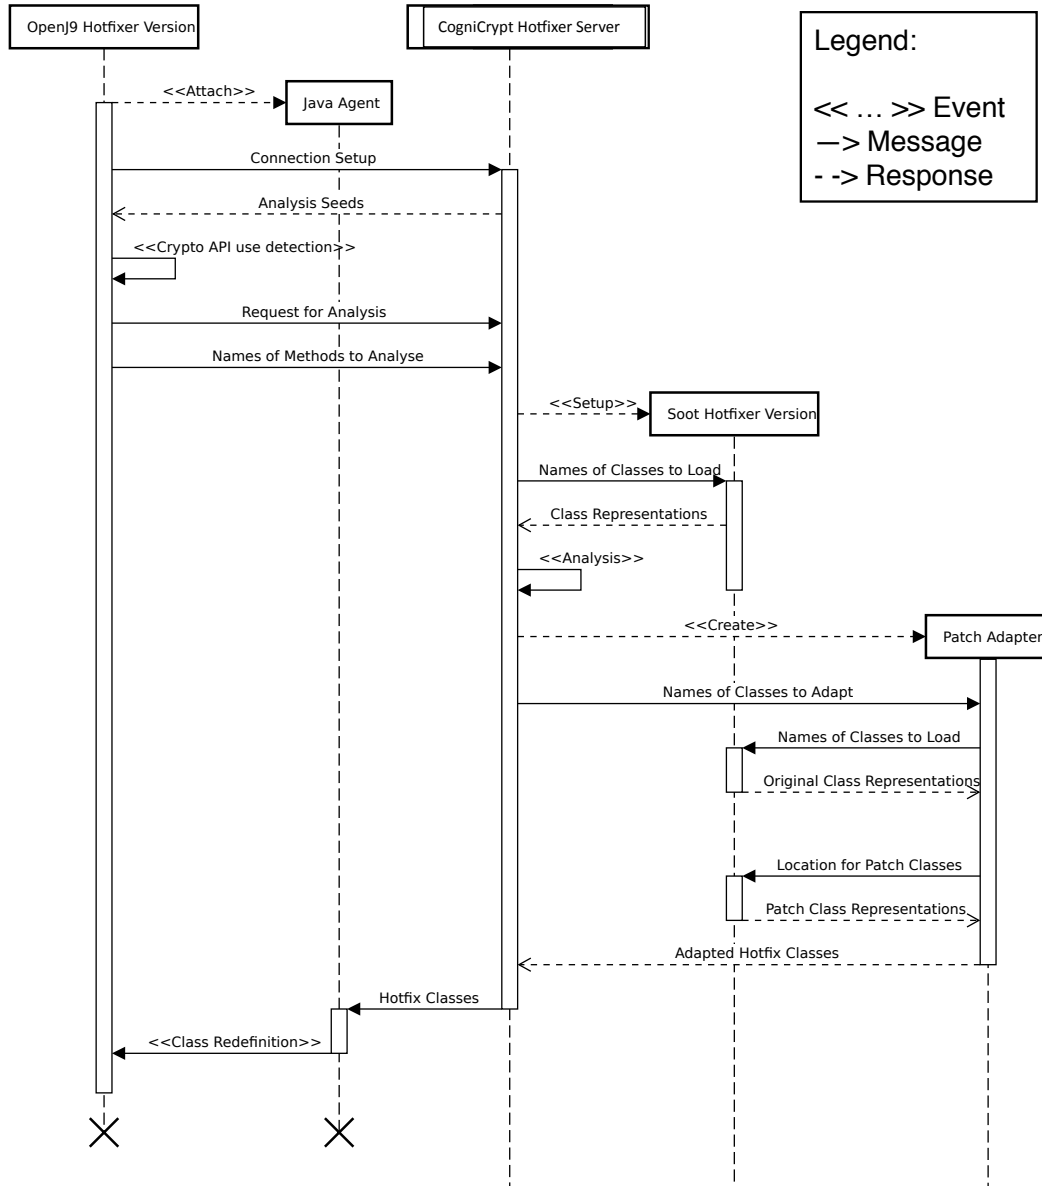 OpenJ9 Hotfixer Version
CogniCrypt Hotfixer Server
Legend:
<< ... >> Event
—> Message
- -> Response
<<Attach>>
Java Agent
Connection Setup
Analysis Seeds
<<Crypto API use detection>>
Request for Analysis
Names of Methods to Analyse
<<Setup>>
Soot Hotfixer Version
Names of Classes to Load
Class Representations
<<Analysis>>
<<Create>>
Patch Adapter
Names of Classes to Adapt
Names of Classes to Load
Original Class Representations
Location for Patch Classes
Patch Class Representations
Adapted Hotfix Classes
Hotfix Classes
<<Class Redefinition>>